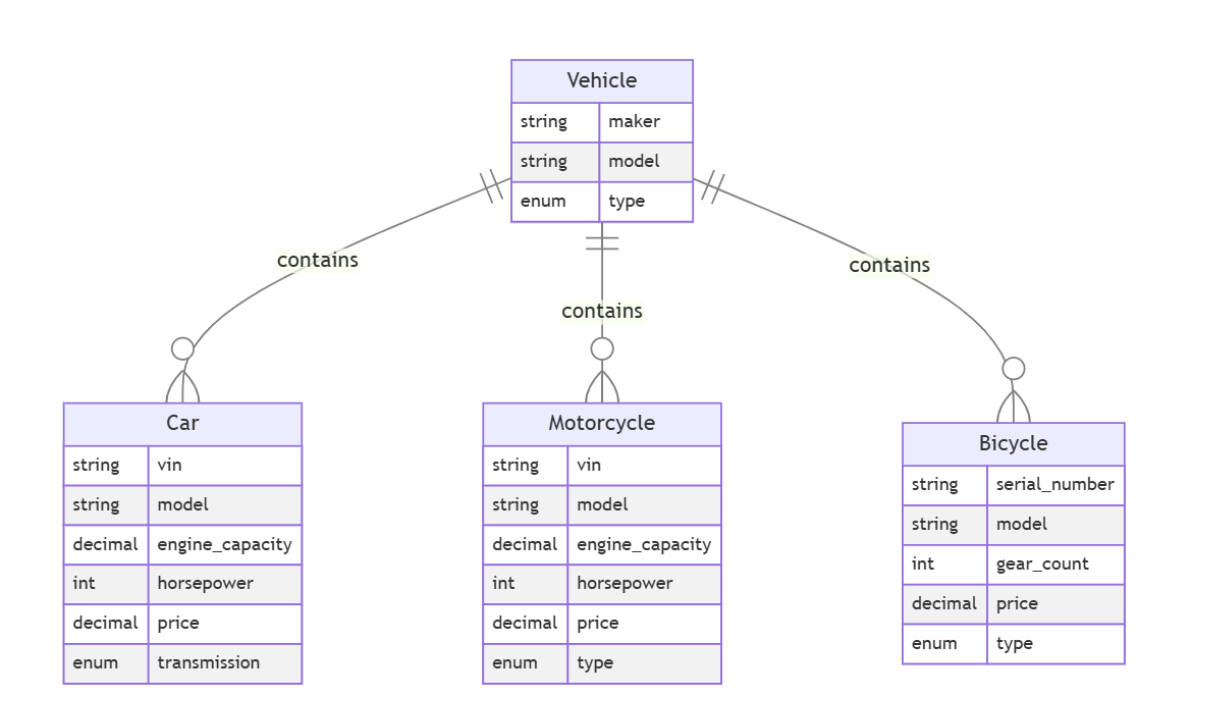 Vehicle
string maker
string model
enum type
contains
contains
contains
Car
string vin
string model
decimal engine_capacity
int horsepower
decimal price
enum transmission
Motorcycle
string vin
string model
decimal engine_capacity
int horsepower
decimal price
enum type
Bicycle
string serial_number
string model
int gear_count
decimal price
enum type